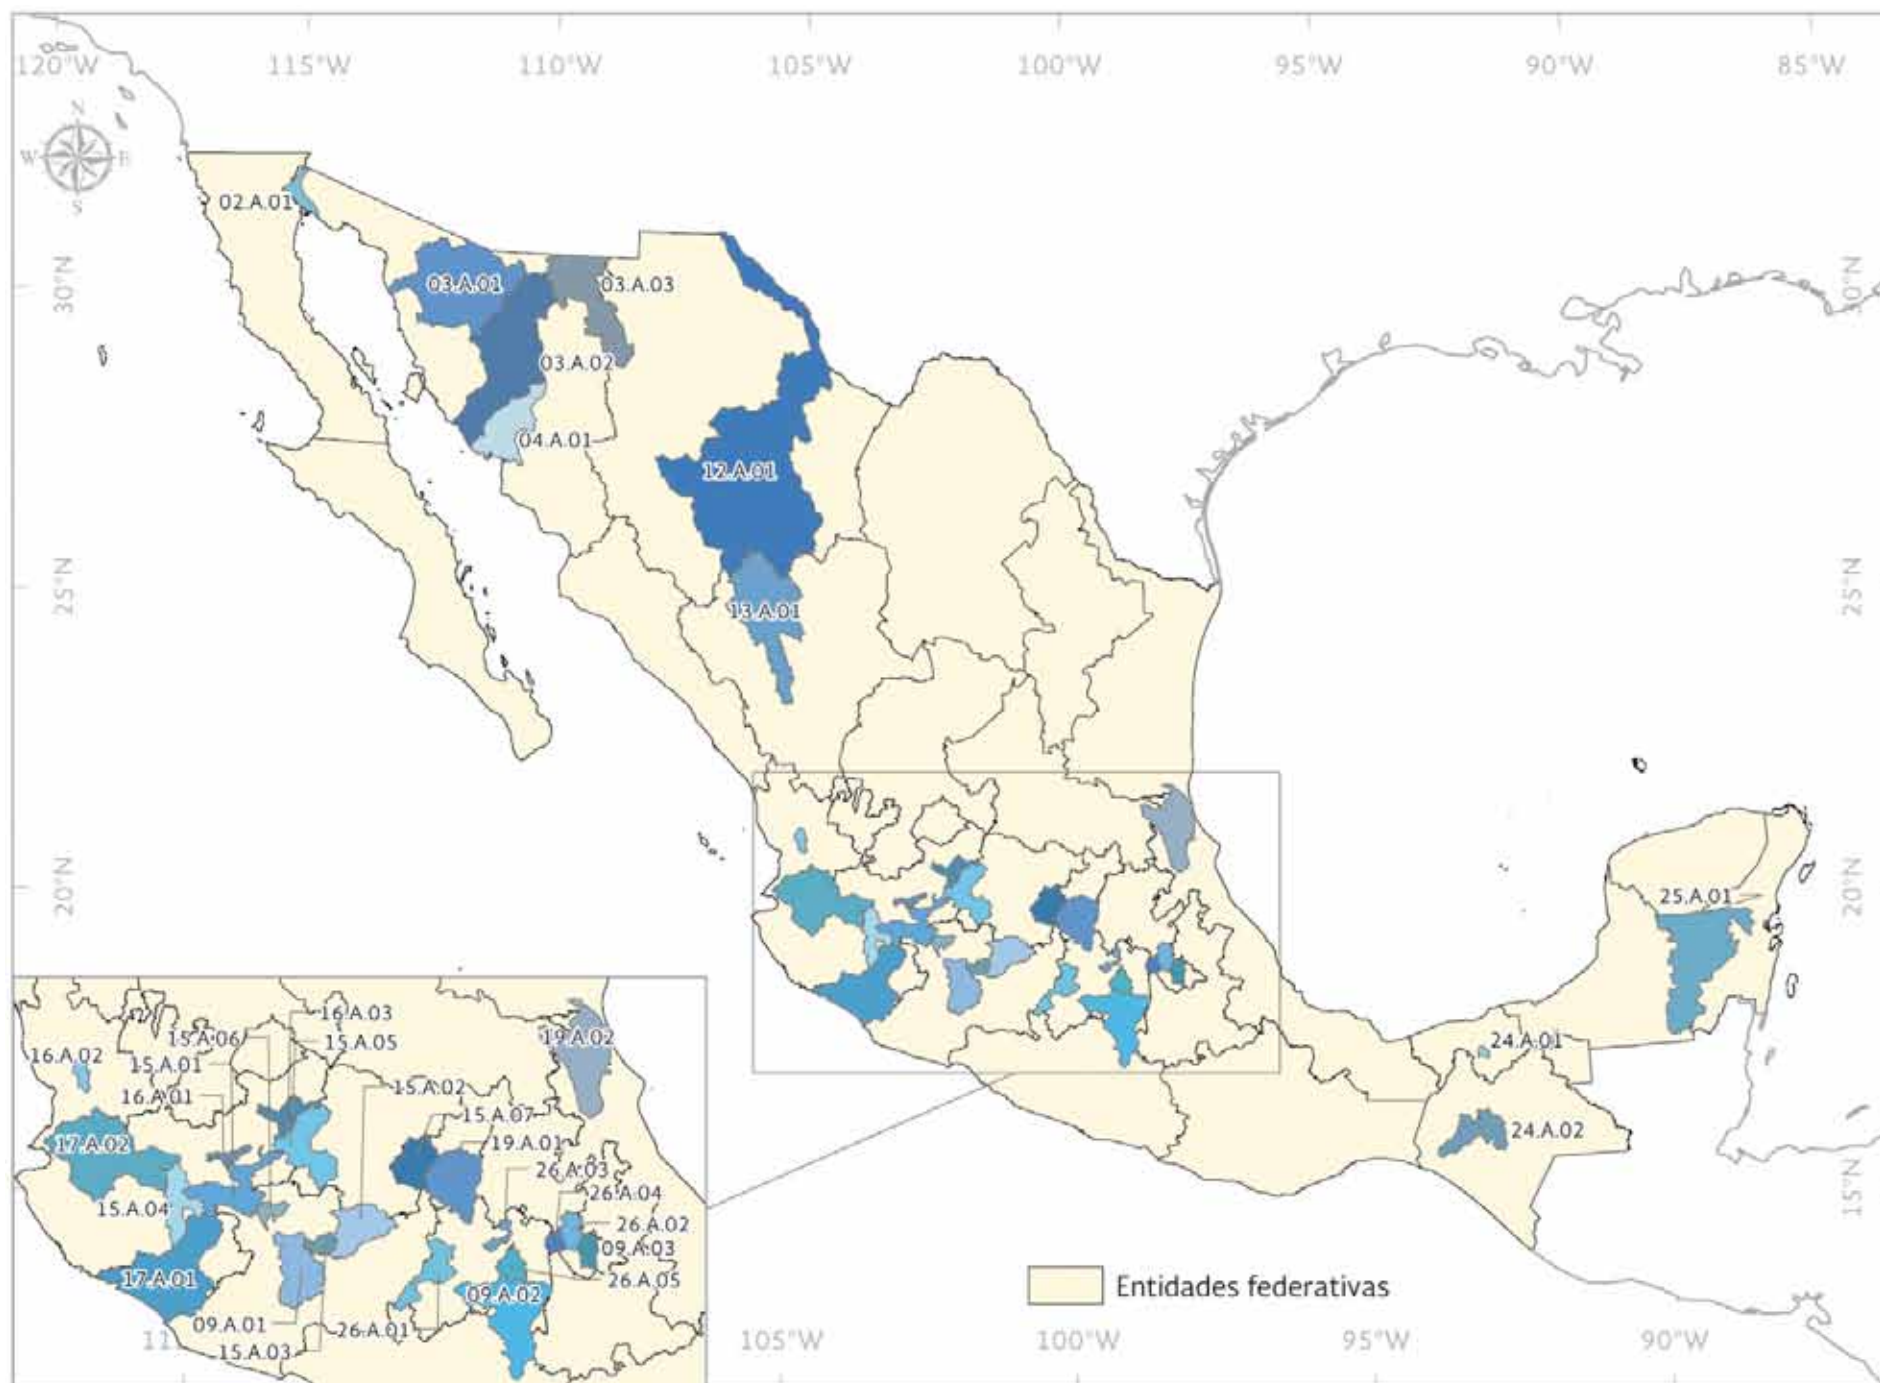 120°W 115°W 110°W 105°W 100°W 95°W 90°W 85°W
N
W E
S
02.A.01
30°N 03.A.01 03.A.03 30°N
03.A.02
04.A.01
12.A.01
25°N 13.A.01 25°N
20°N 25.A.01 20°N
24.A.01
24.A.02
15°N
16.A.03
15.A.06 15.A.05 19.A.02
16.A.02 15.A.01
16.A.01 15.A.02
15.A.07
17.A.02 19.A.01
26.A.03
15.A.04 26.A.04
26.A.02
09.A.03
17.A.01 09.A.02 26.A.05
09.A.01 26.A.01
15.A.03
Entidades federativas
105°W 100°W 95°W 90°W